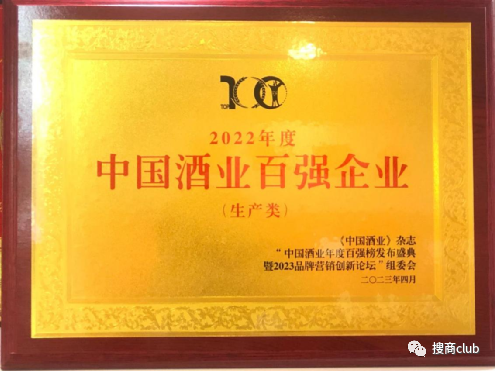 TOP
100
2022年度
中国酒业百强企业
(生产类)
《中国酒业》杂志
“中国酒业年度百强榜发布盛典
暨2023品牌营销创新论坛”组委会
二〇二三年四月
搜商club